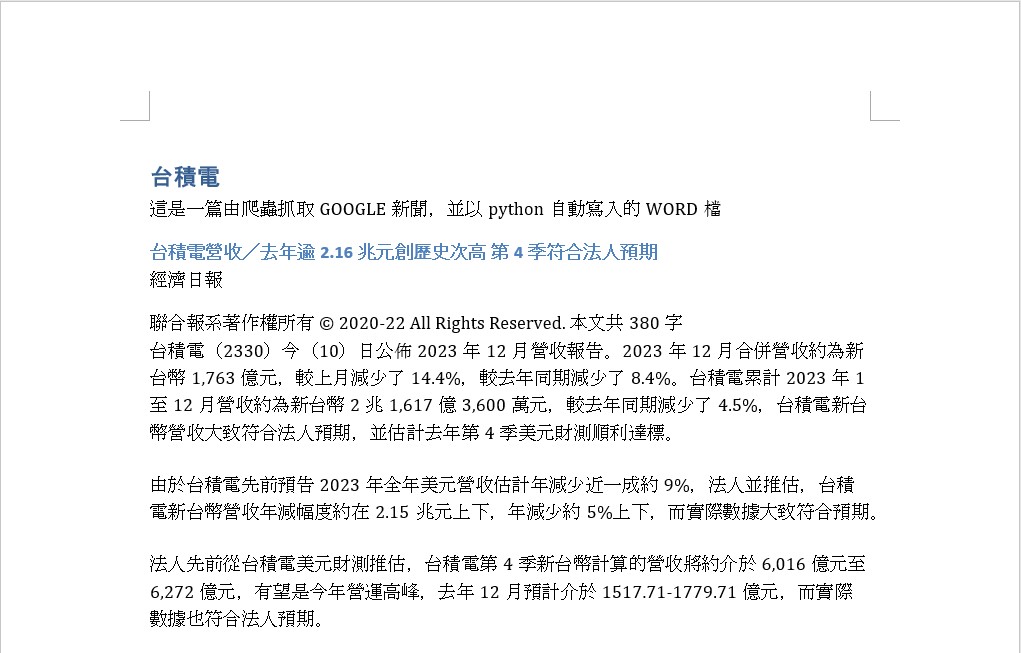 台積電
這是一篇由爬蟲抓取 GOOGLE 新聞，並以 python 自動寫入的 WORD 檔
台積電營收／去年逾 2.16 兆元創歷史次高 第 4 季符合法人預期
經濟日報
聯合報系著作權所有 © 2020-22 All Rights Reserved. 本文共 380 字
台積電（2330）今（10）日公佈 2023 年 12 月營收報告。2023 年 12 月合併營收約為新
台幣 1,763 億元，較上月減少了 14.4%，較去年同期減少了 8.4%。台積電累計 2023 年 1
至 12 月營收約為新台幣 2 兆 1,617 億 3,600 萬元，較去年同期減少了 4.5%，台積電新台
幣營收大致符合法人預期，並估計去年第 4 季美元財測順利達標。
由於台積電先前預告 2023 年全年美元營收估計年減少近一成約 9%，法人並推估，台積
電新台幣營收年減幅度約在 2.15 兆元上下，年減少約 5%上下，而實際數據大致符合預期。
法人先前從台積電美元財測推估，台積電第 4 季新台幣計算的營收將約介於 6,016 億元至
6,272 億元，有望是今年營運高峰，去年 12 月預計介於 1517.71-1779.71 億元，而實際
數據也符合法人預期。